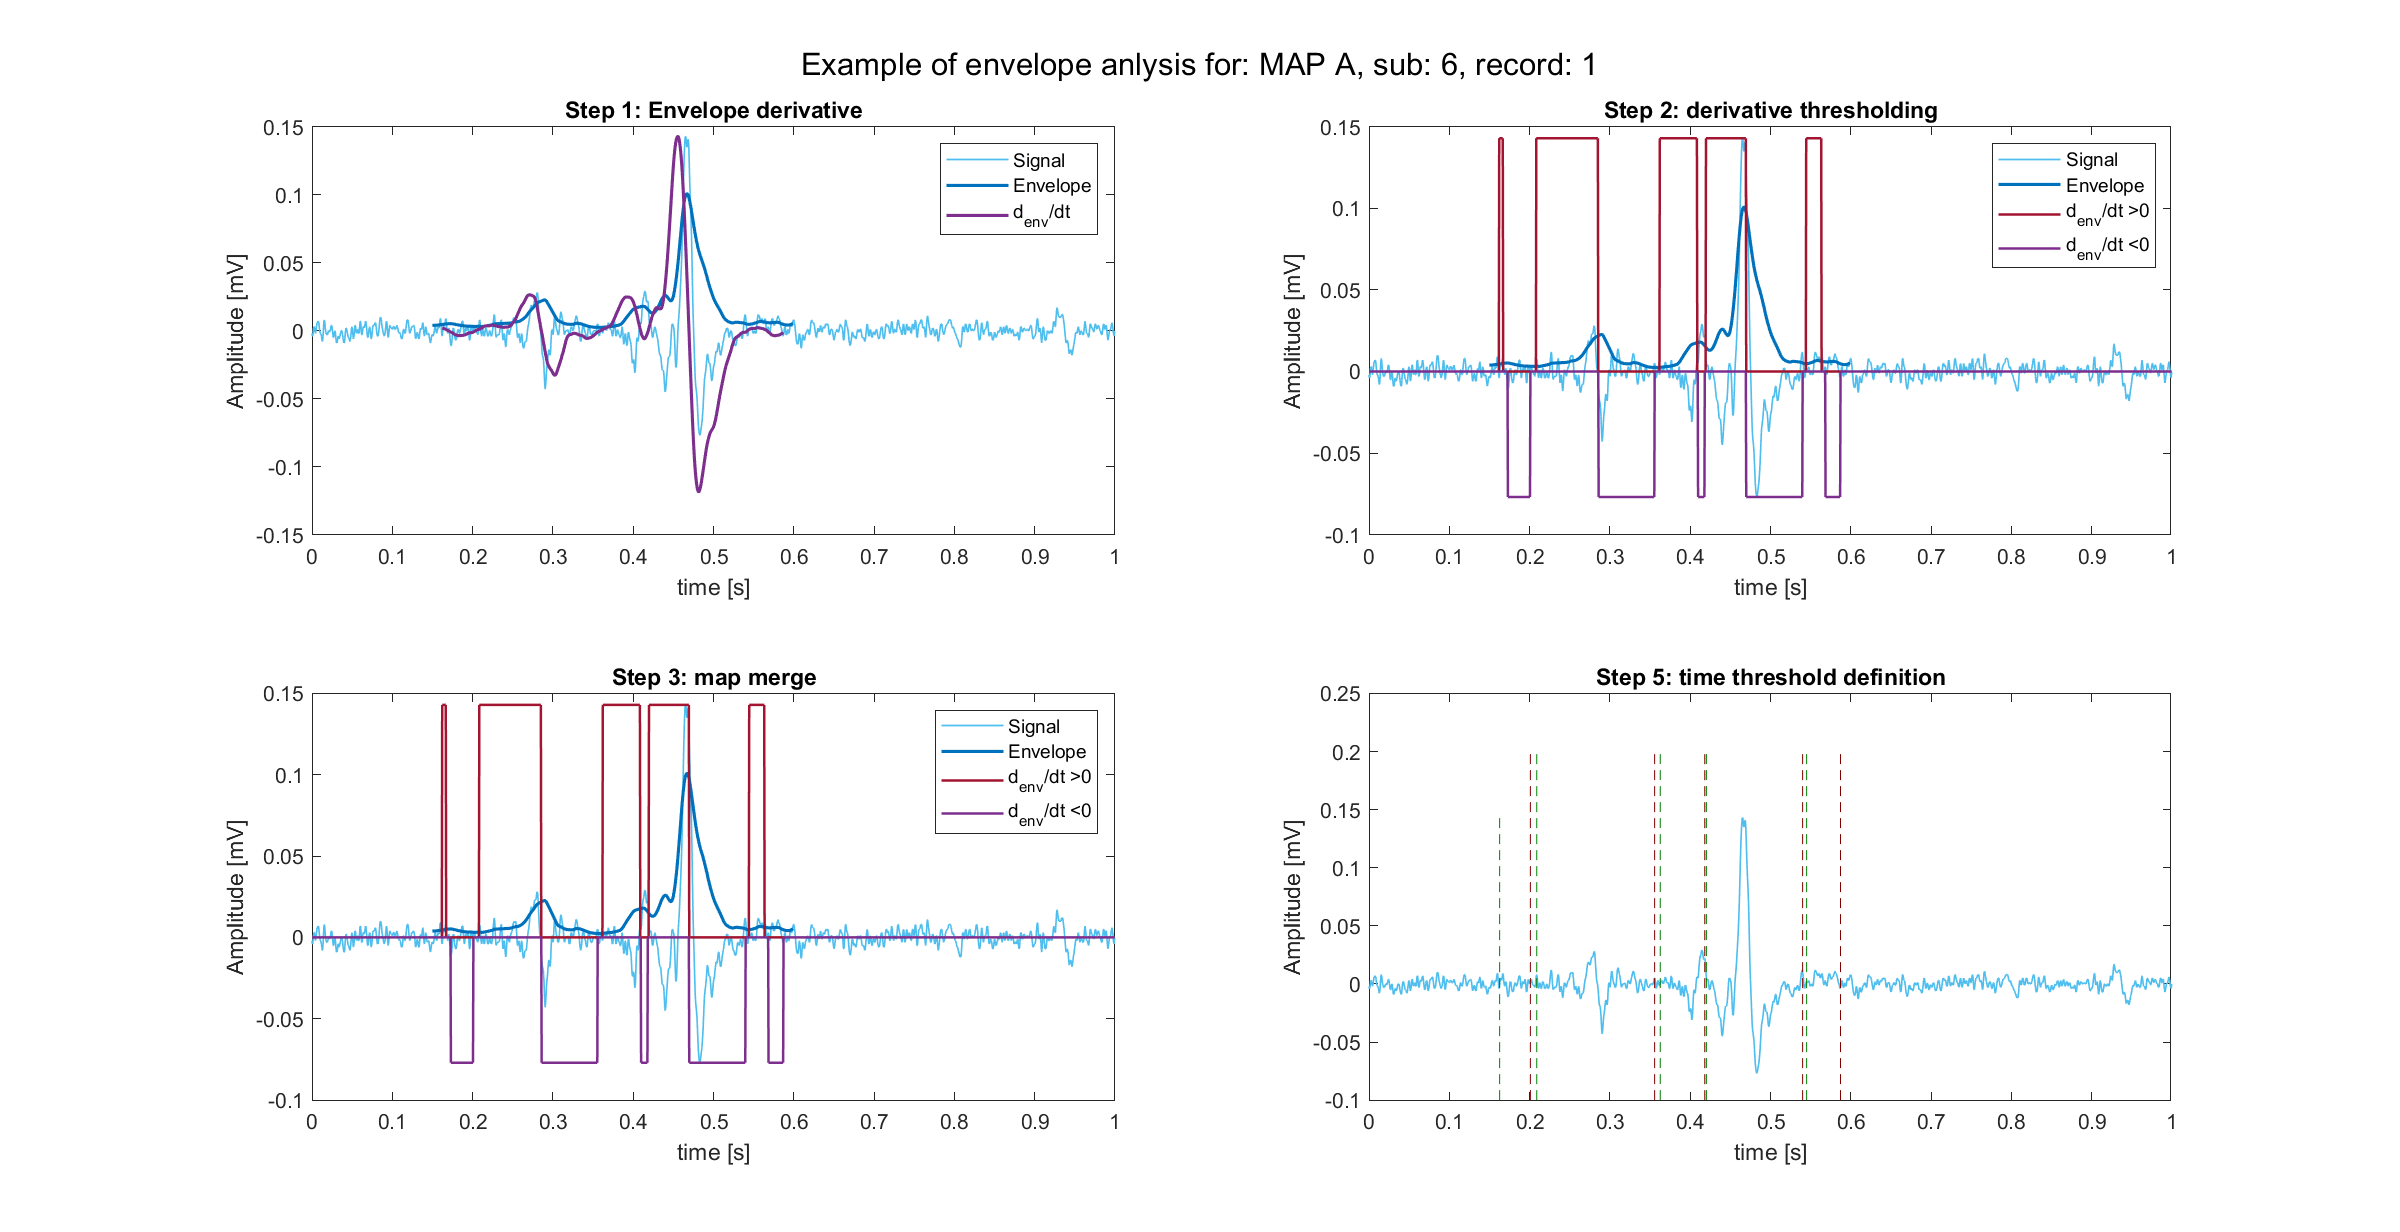 Example of envelope anlysis for: MAP A, sub: 6, record: 1
Step 1: Envelope derivative
0.15
0.1
0.05
0
-0.05
-0.1
-0.15
Amplitude [mV]
0 0.1 0.2 0.3 0.4 0.5 0.6 0.7 0.8 0.9 1
time [s]
Signal
Envelope
d_env/dt
Step 2: derivative thresholding
0.15
0.1
0.05
0
-0.05
-0.1
Amplitude [mV]
0 0.1 0.2 0.3 0.4 0.5 0.6 0.7 0.8 0.9 1
time [s]
Signal
Envelope
d_env/dt >0
d_env/dt <0
Step 3: map merge
0.15
0.1
0.05
0
-0.05
-0.1
Amplitude [mV]
0 0.1 0.2 0.3 0.4 0.5 0.6 0.7 0.8 0.9 1
time [s]
Signal
Envelope
d_env/dt >0
d_env/dt <0
Step 5: time threshold definition
0.25
0.2
0.15
0.1
0.05
0
-0.05
-0.1
Amplitude [mV]
0 0.1 0.2 0.3 0.4 0.5 0.6 0.7 0.8 0.9 1
time [s]